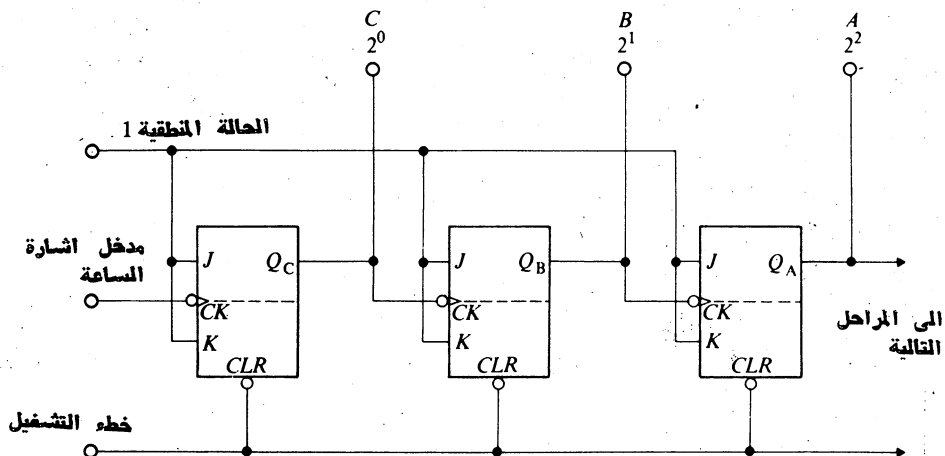 C B A
2⁰ 2¹ 2²
الحالة المنطقية 1
مدخل اشارة
الساعة
J Q_C
CK
K
CLR
J Q_B
CK
K
CLR
J Q_A
CK
K
CLR
الى المراحل
التالية
خطء التشغيل